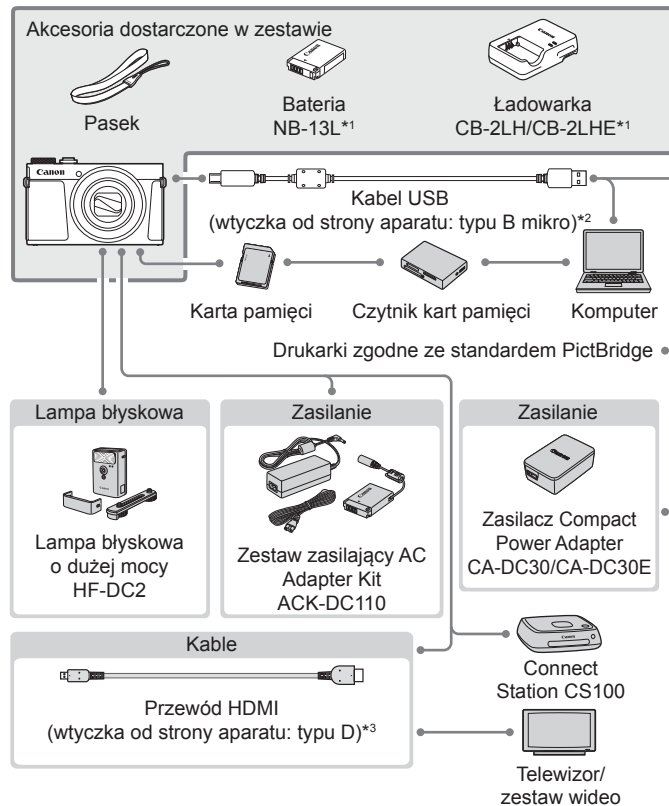 Akcesoria dostarczone w zestawie
Pasek
Bateria
NB-13L*1
Ładowarka
CB-2LH/CB-2LHE*1
Canon
Kabel USB
(wtyczka od strony aparatu: typu B mikro)*2
Karta pamięci
Czytnik kart pamięci
Komputer
Drukarki zgodne ze standardem PictBridge
Lampa błyskowa
Lampa błyskowa
o dużej mocy
HF-DC2
Zasilanie
Zestaw zasilający AC
Adapter Kit
ACK-DC110
Zasilanie
Canon
Zasilacz Compact
Power Adapter
CA-DC30/CA-DC30E
Kable
Przewód HDMI
(wtyczka od strony aparatu: typu D)*3
Connect
Station CS100
Telewizor/
zestaw wideo